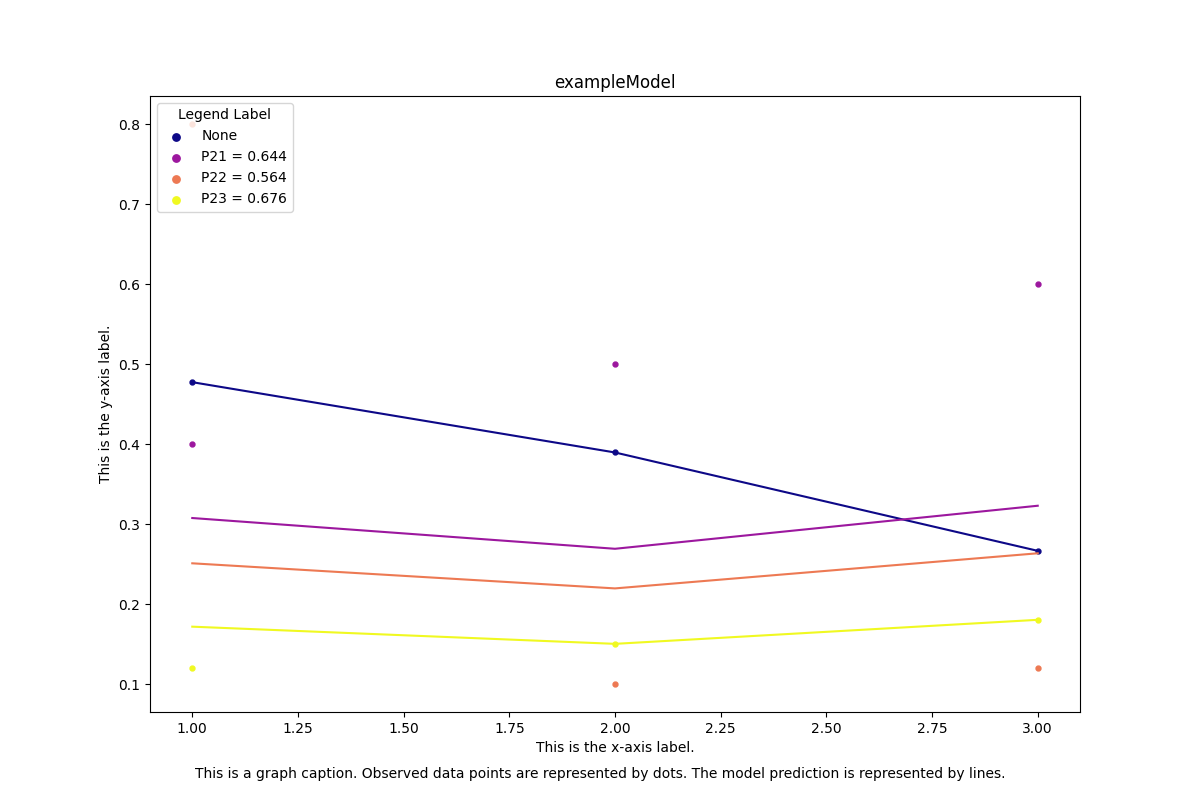 exampleModel
Legend Label
None
P21 = 0.644
P22 = 0.564
P23 = 0.676
This is the y-axis label.
0.8
0.7
0.6
0.5
0.4
0.3
0.2
0.1
1.00 1.25 1.50 1.75 2.00 2.25 2.50 2.75 3.00
This is the x-axis label.
This is a graph caption. Observed data points are represented by dots. The model prediction is represented by lines.